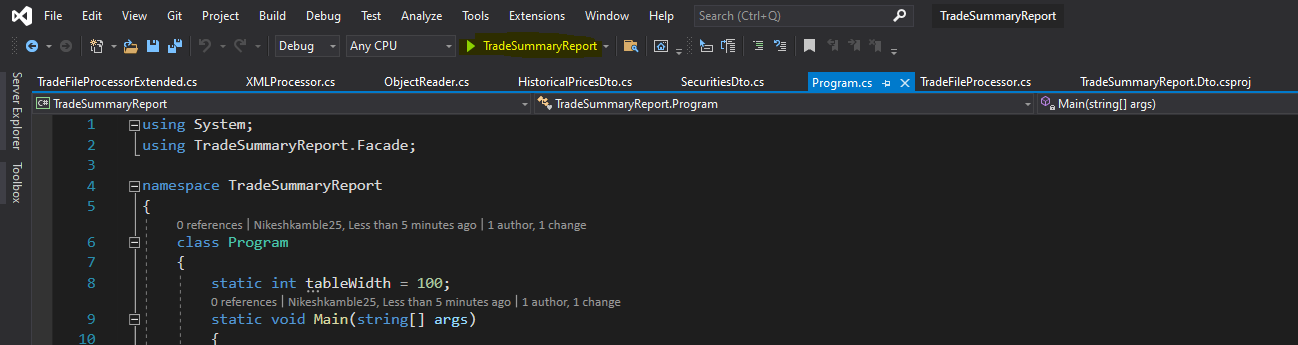 File Edit View Git Project Build Debug Test Analyze Tools Extensions Window Help Search (Ctrl+Q) TradeSummaryReport
Debug Any CPU TradeSummaryReport
Server Explorer
Toolbox
TradeFileProcessorExtended.cs XMLProcessor.cs ObjectReader.cs HistoricalPricesDto.cs SecuritiesDto.cs Program.cs TradeFileProcessor.cs TradeSummaryReport.Dto.csproj
C# TradeSummaryReport TradeSummaryReport.Program Main(string[] args)
1 using System;
2 using TradeSummaryReport.Facade;
3
4 namespace TradeSummaryReport
5 {
0 references | Nikeshkamble25, Less than 5 minutes ago | 1 author, 1 change
6 class Program
7 {
8 static int tableWidth = 100;
0 references | Nikeshkamble25, Less than 5 minutes ago | 1 author, 1 change
9 static void Main(string[] args)
10 {